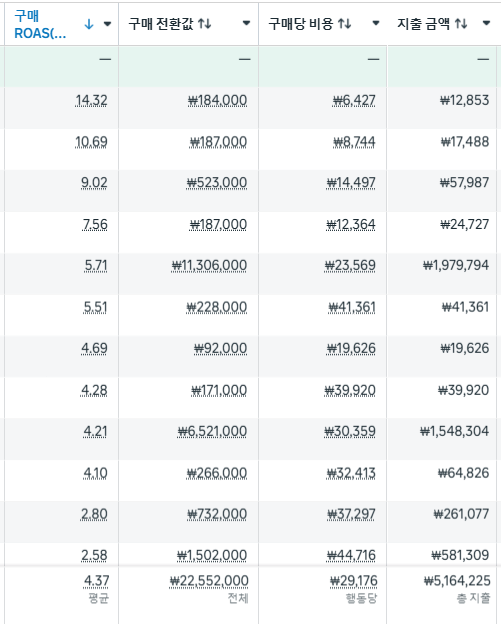 구매
ROAS(... 구매 전환값 구매당 비용 지출 금액
— — — —
14.32 ₩184,000 ₩6,427 ₩12,853
10.69 ₩187,000 ₩8,744 ₩17,488
9.02 ₩523,000 ₩14,497 ₩57,987
7.56 ₩187,000 ₩12,364 ₩24,727
5.71 ₩11,306,000 ₩23,569 ₩1,979,794
5.51 ₩228,000 ₩41,361 ₩41,361
4.69 ₩92,000 ₩19,626 ₩19,626
4.28 ₩171,000 ₩39,920 ₩39,920
4.21 ₩6,521,000 ₩30,359 ₩1,548,304
4.10 ₩266,000 ₩32,413 ₩64,826
2.80 ₩732,000 ₩37,297 ₩261,077
2.58 ₩1,502,000 ₩44,716 ₩581,309
4.37 ₩22,552,000 ₩29,176 ₩5,164,225
평균 전체 행동당 총 지출